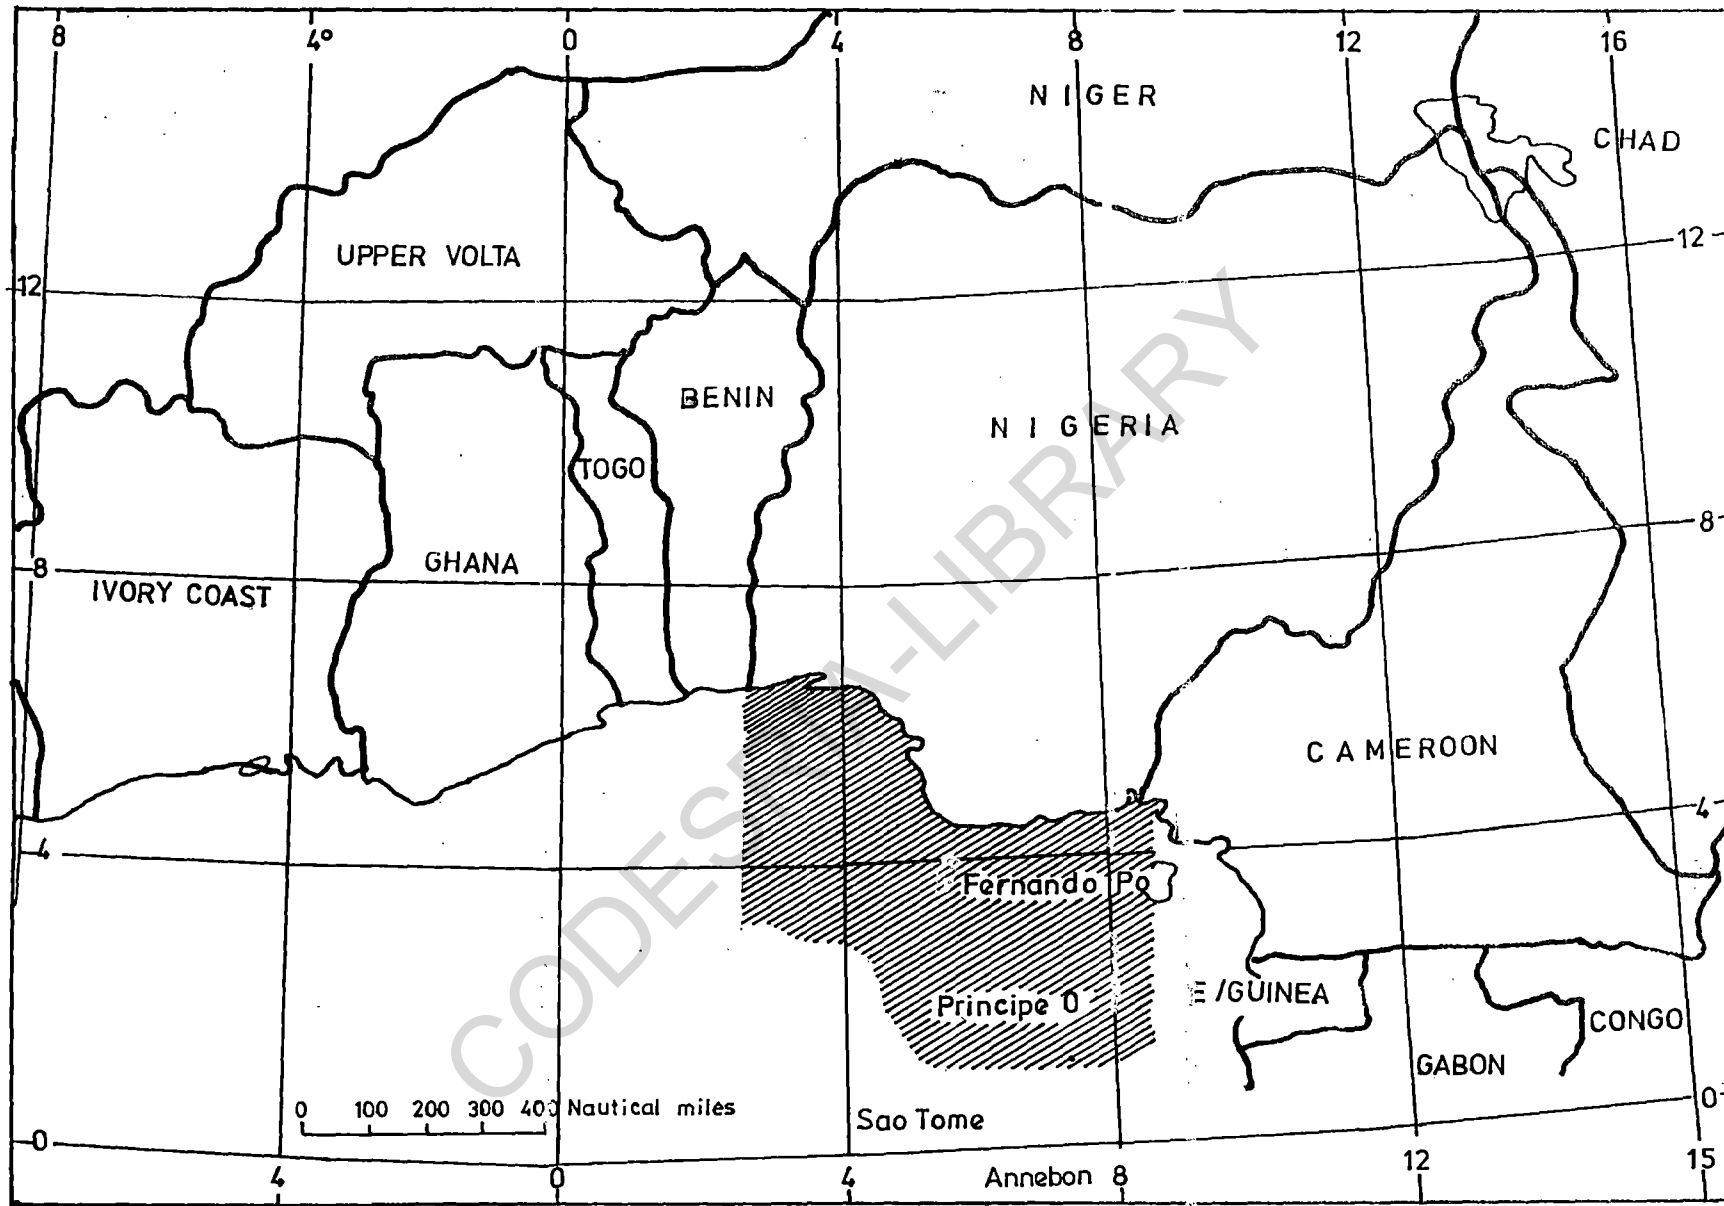 8 4° 0 4 8 12 16
NIGER
CHAD
12
UPPER VOLTA
12
BENIN
NIGERIA
TOGO
8
GHANA
8
IVORY COAST
CAMEROON
4
4
Fernando Po
Principe O
E/GUINEA
CONGO
GABON
0
0 100 200 300 400 Nautical miles
Sao Tome
0
4 0 4 Annebon 8 12 15
CODESRIA-LIBRARY